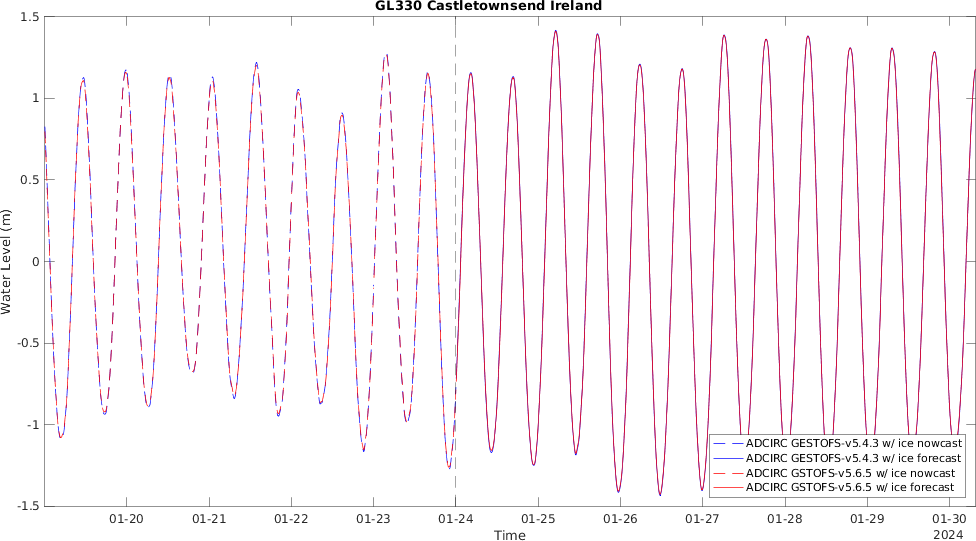 GL330 Castletownsend Ireland
1.5
1
0.5
0
-0.5
-1
-1.5
Water Level (m)
ADCIRC GESTOFS-v5.4.3 w/ ice nowcast
ADCIRC GESTOFS-v5.4.3 w/ ice forecast
ADCIRC GSTOFS-v5.6.5 w/ ice nowcast
ADCIRC GSTOFS-v5.6.5 w/ ice forecast
01-20 01-21 01-22 01-23 01-24 01-25 01-26 01-27 01-28 01-29 01-30
Time 2024